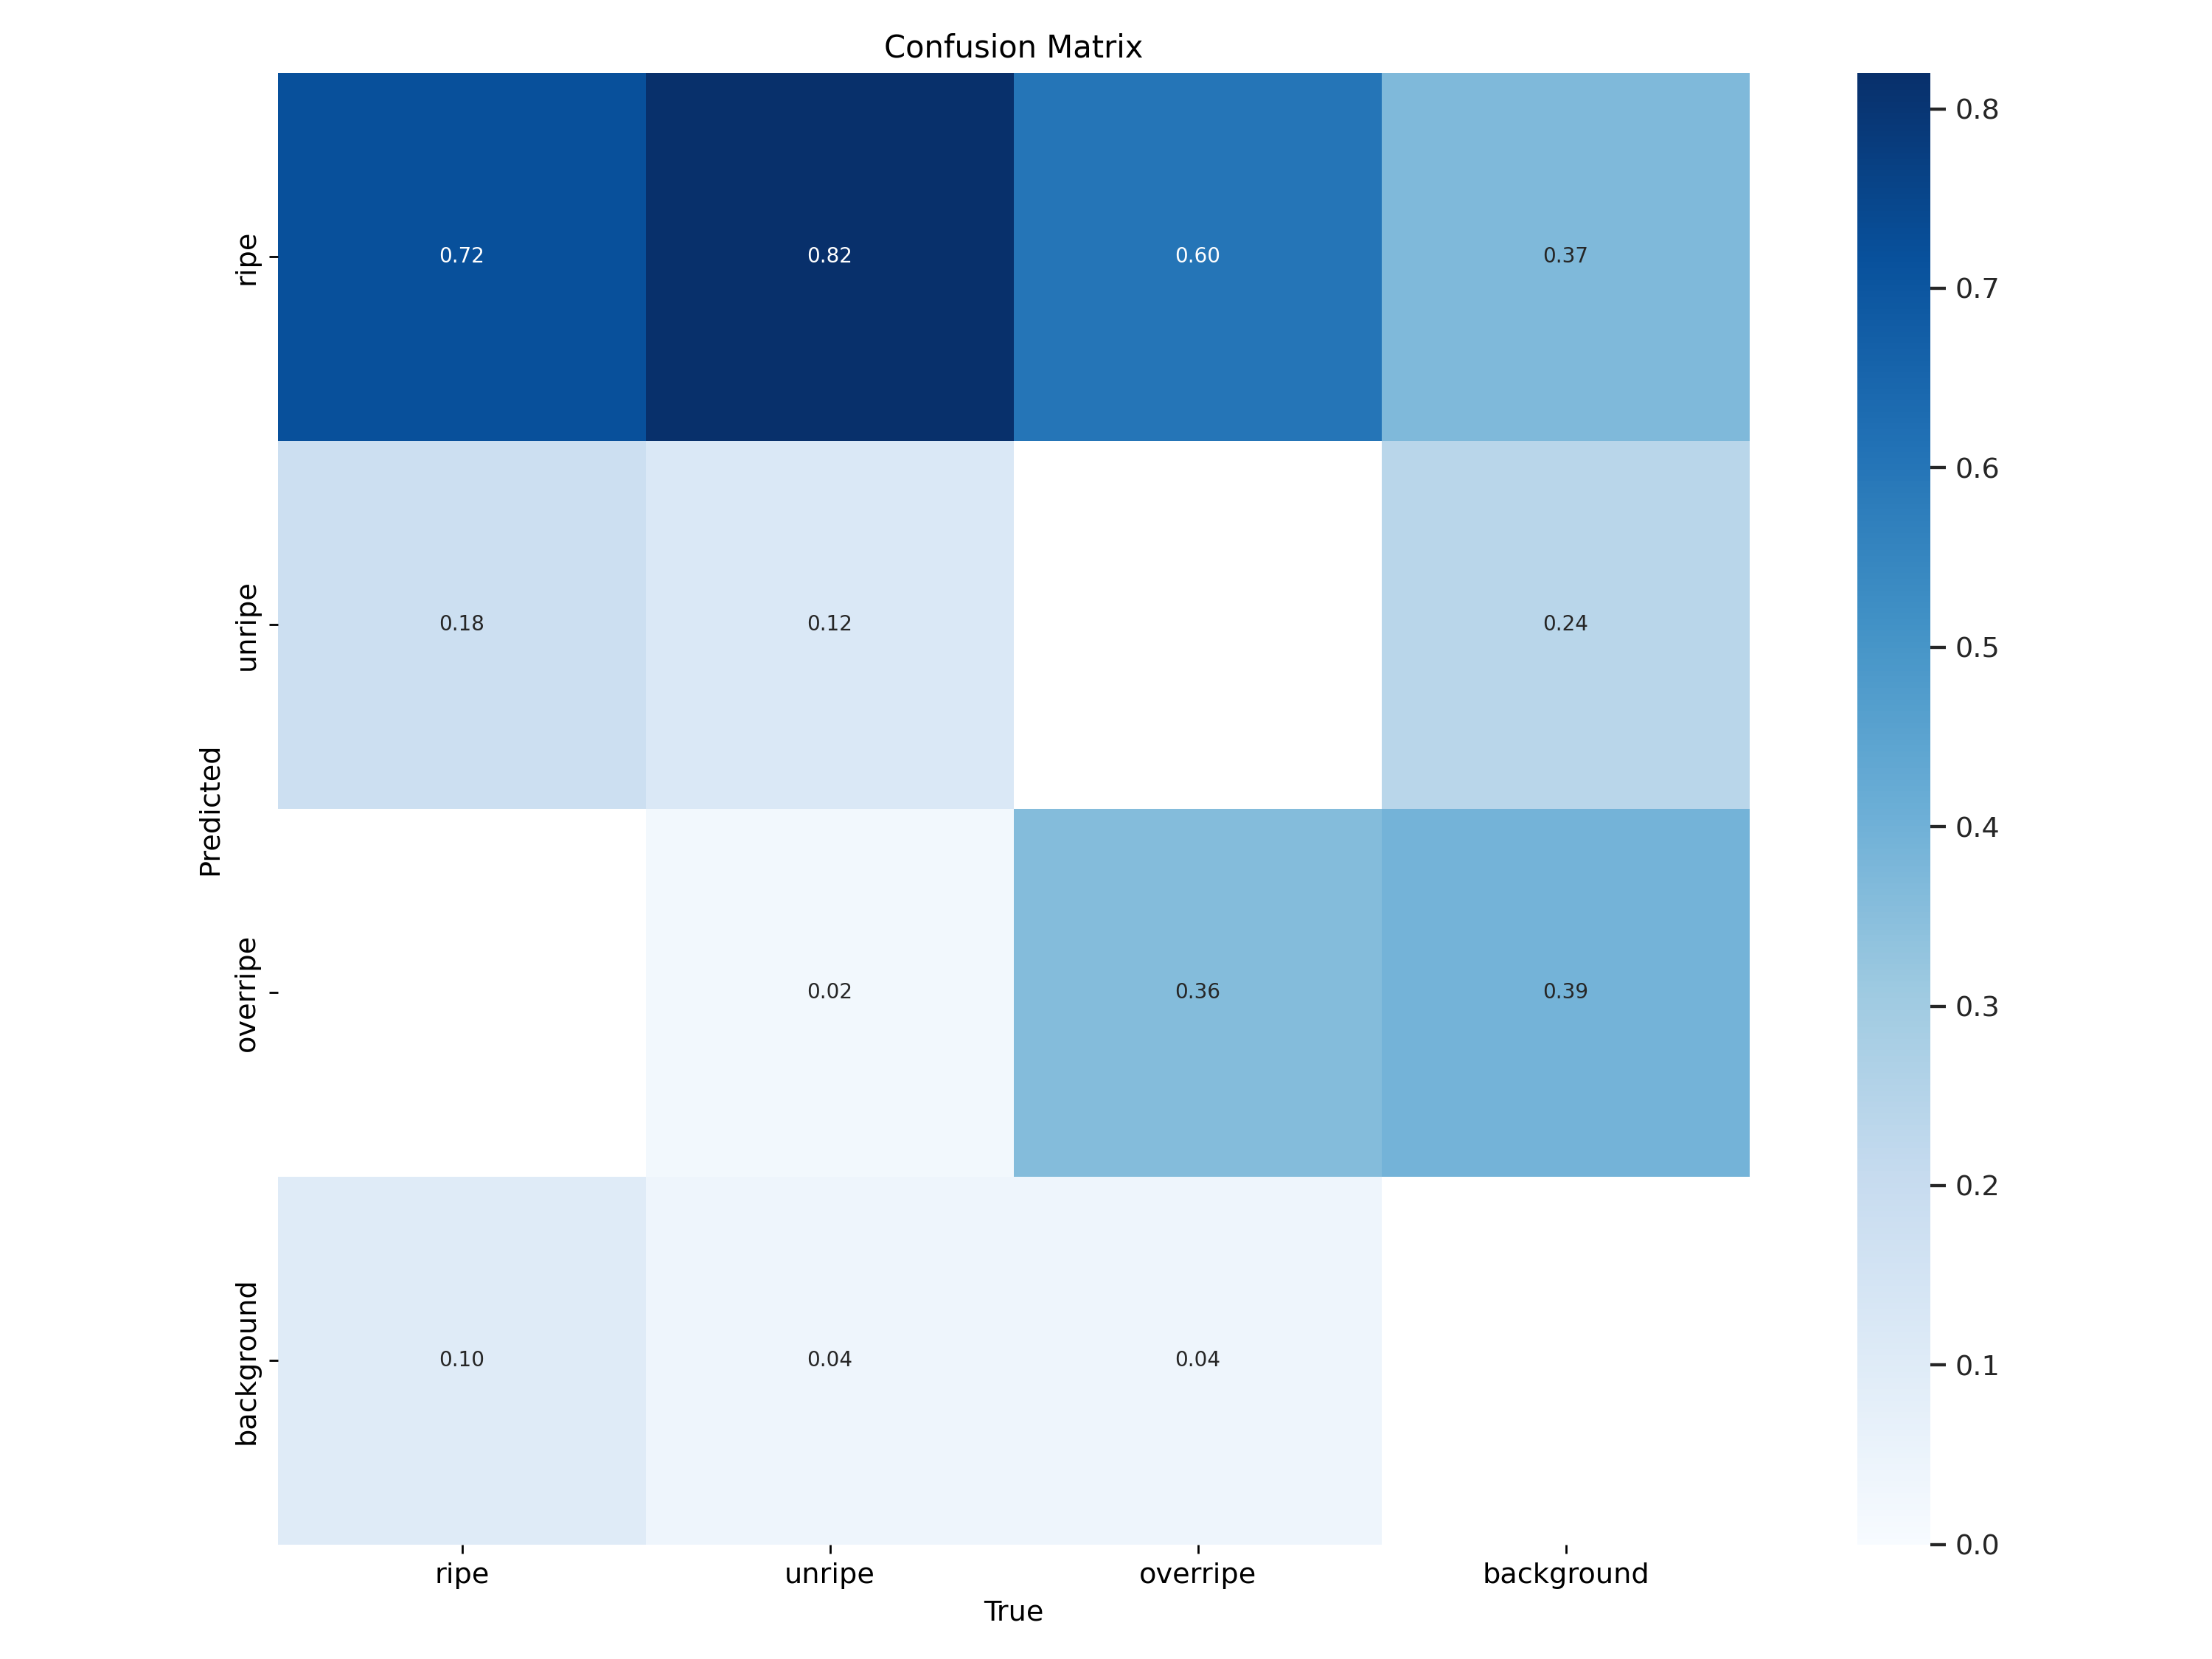 Confusion Matrix
ripe
0.72 0.82 0.60 0.37
unripe
0.18 0.12 0.24
overripe
0.02 0.36 0.39
background
0.10 0.04 0.04
Predicted
ripe unripe overripe background
True
0.8
0.7
0.6
0.5
0.4
0.3
0.2
0.1
0.0